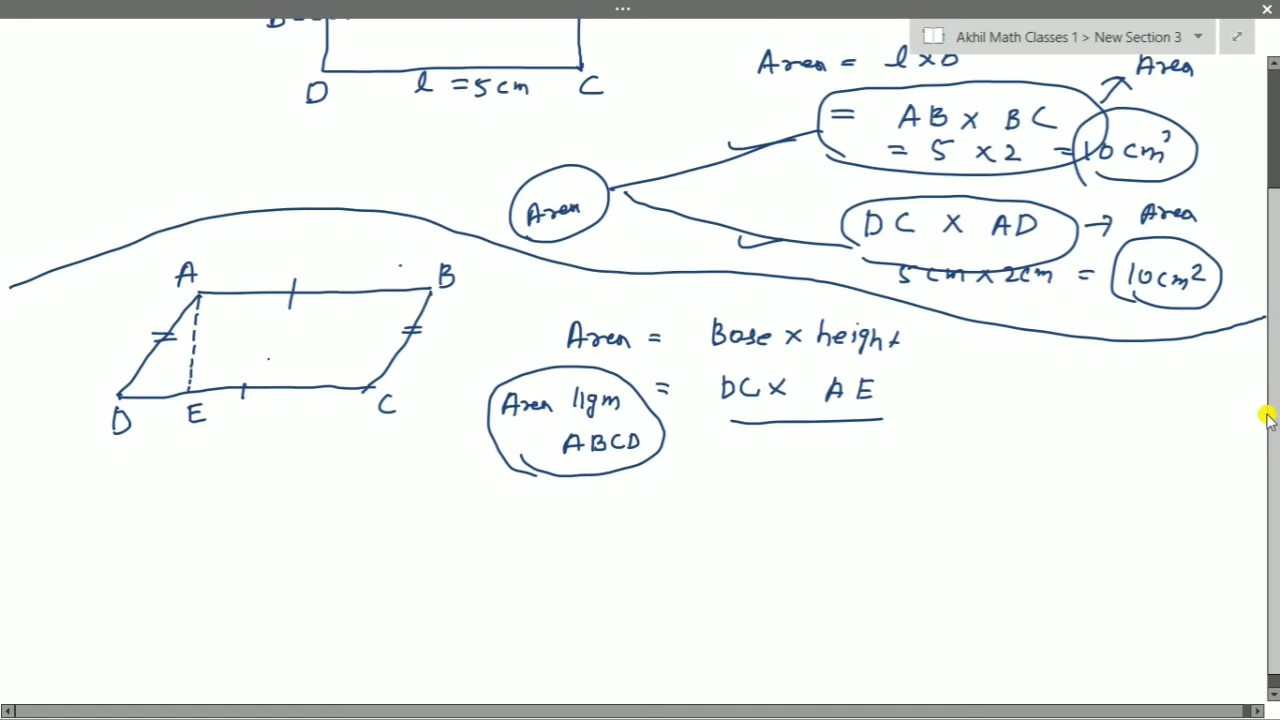 Akhil Math Classes 1 > New Section 3
D l = 5 cm C
Area = l x b
= AB x BC
Area
= 5 x 2 = 10 cm²
Area
DC x AD → Area
5 cm x 2 cm = 10 cm²
A B
D E C
Area = Base x height
Area llgm = DC x AE
ABCD